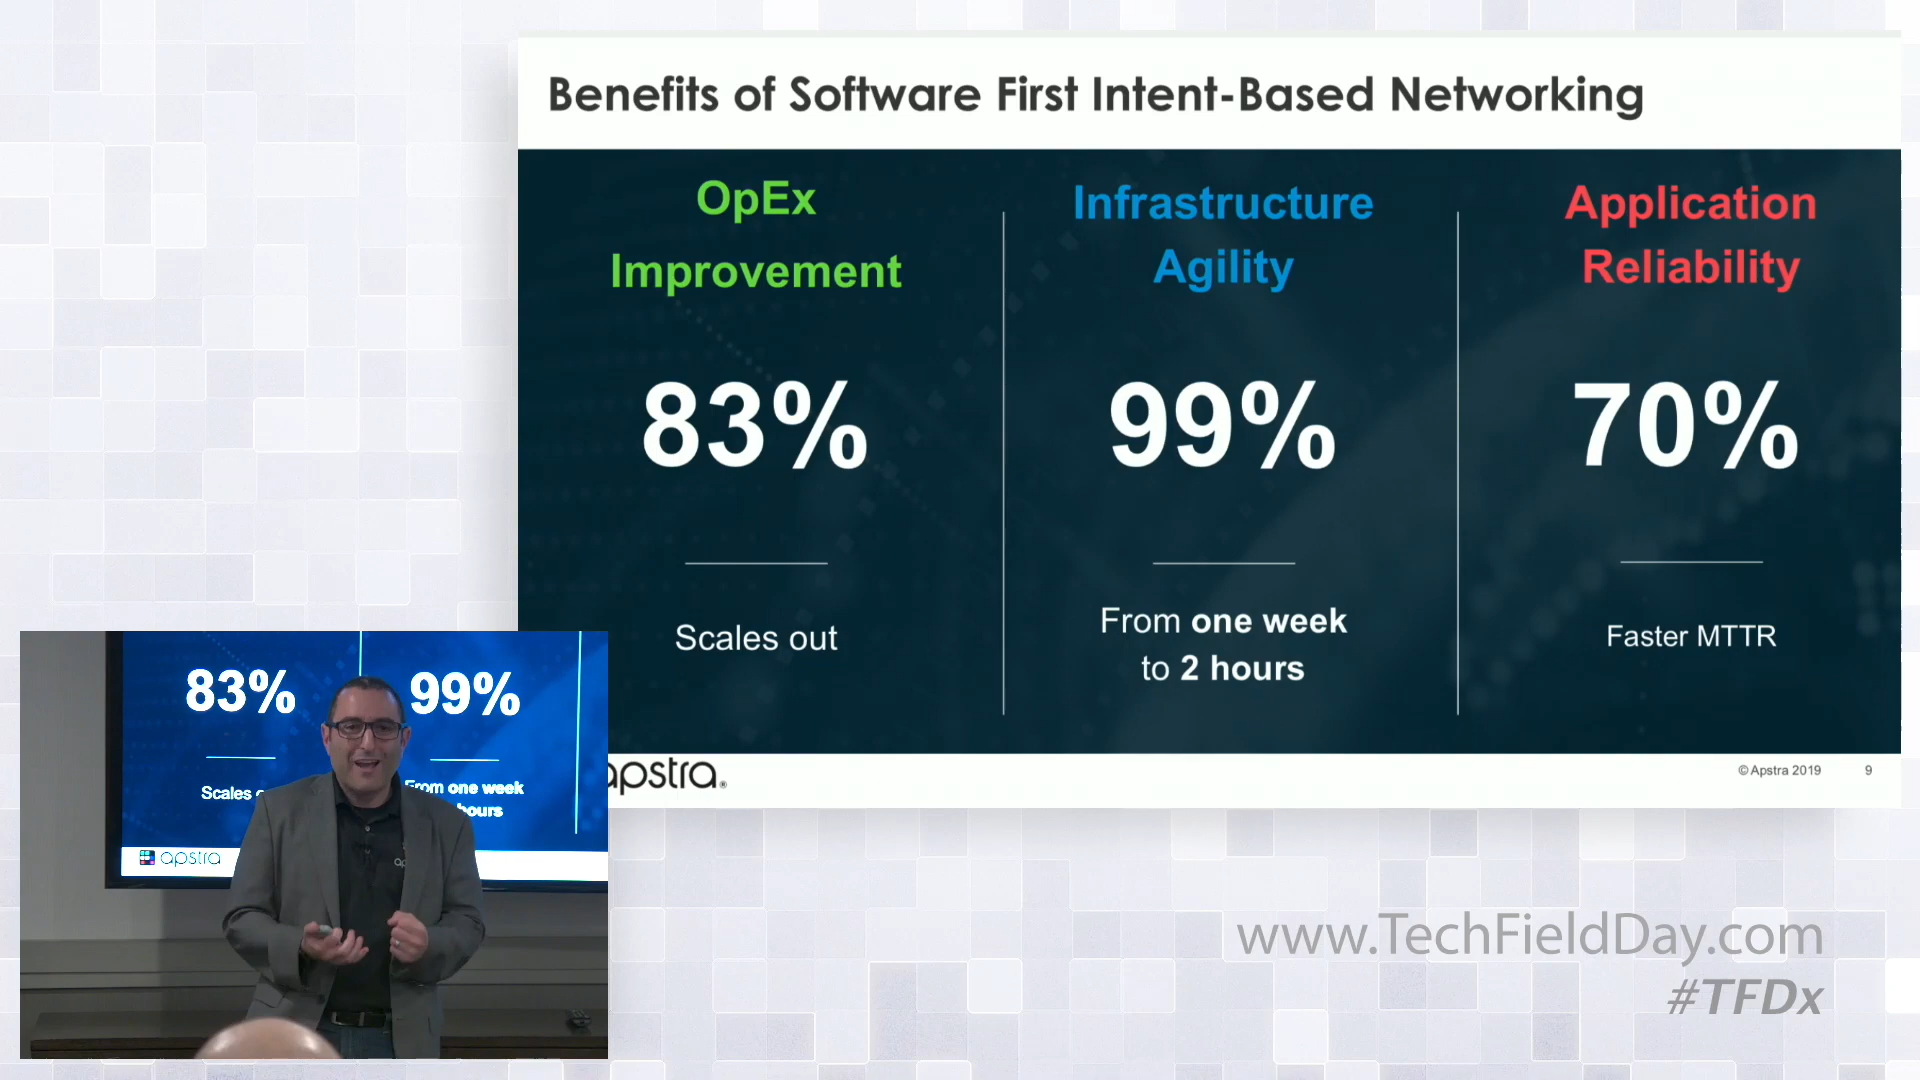 Benefits of Software First Intent-Based Networking
OpEx
Improvement
83%
Scales out
Infrastructure
Agility
99%
From one week
to 2 hours
Application
Reliability
70%
Faster MTTR
apstra®
© Apstra 2019
9
83%
99%
Scales
From one week
hours
apstra
www.TechFieldDay.com
#TFDx